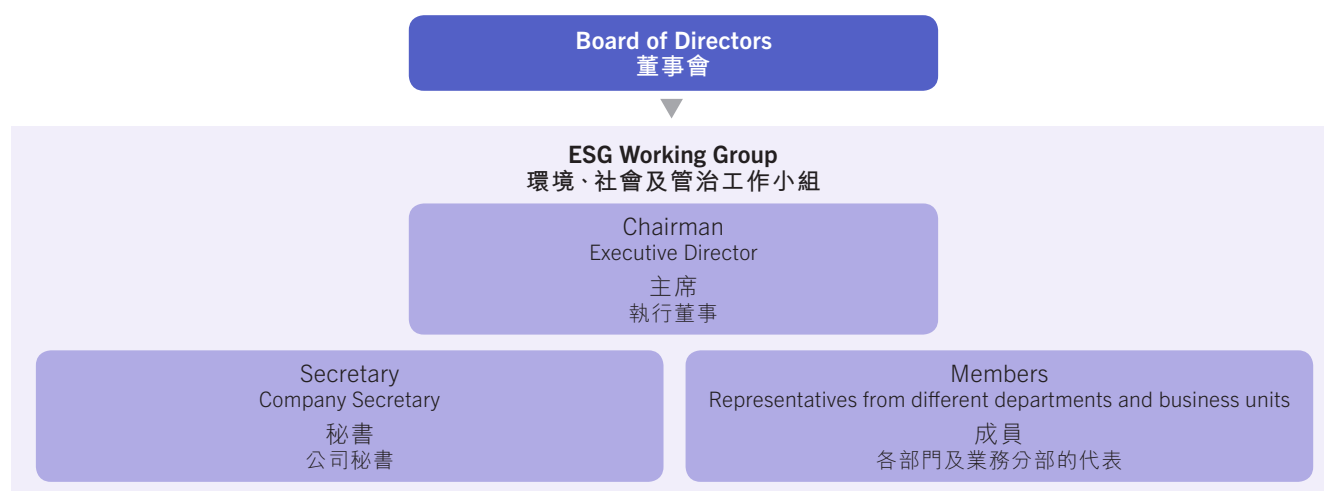 Board of Directors
董事會
ESG Working Group
環境、社會及管治工作小組
Chairman
Executive Director
主席
執行董事
Secretary
Company Secretary
秘書
公司秘書
Members
Representatives from different departments and business units
成員
各部門及業務分部的代表